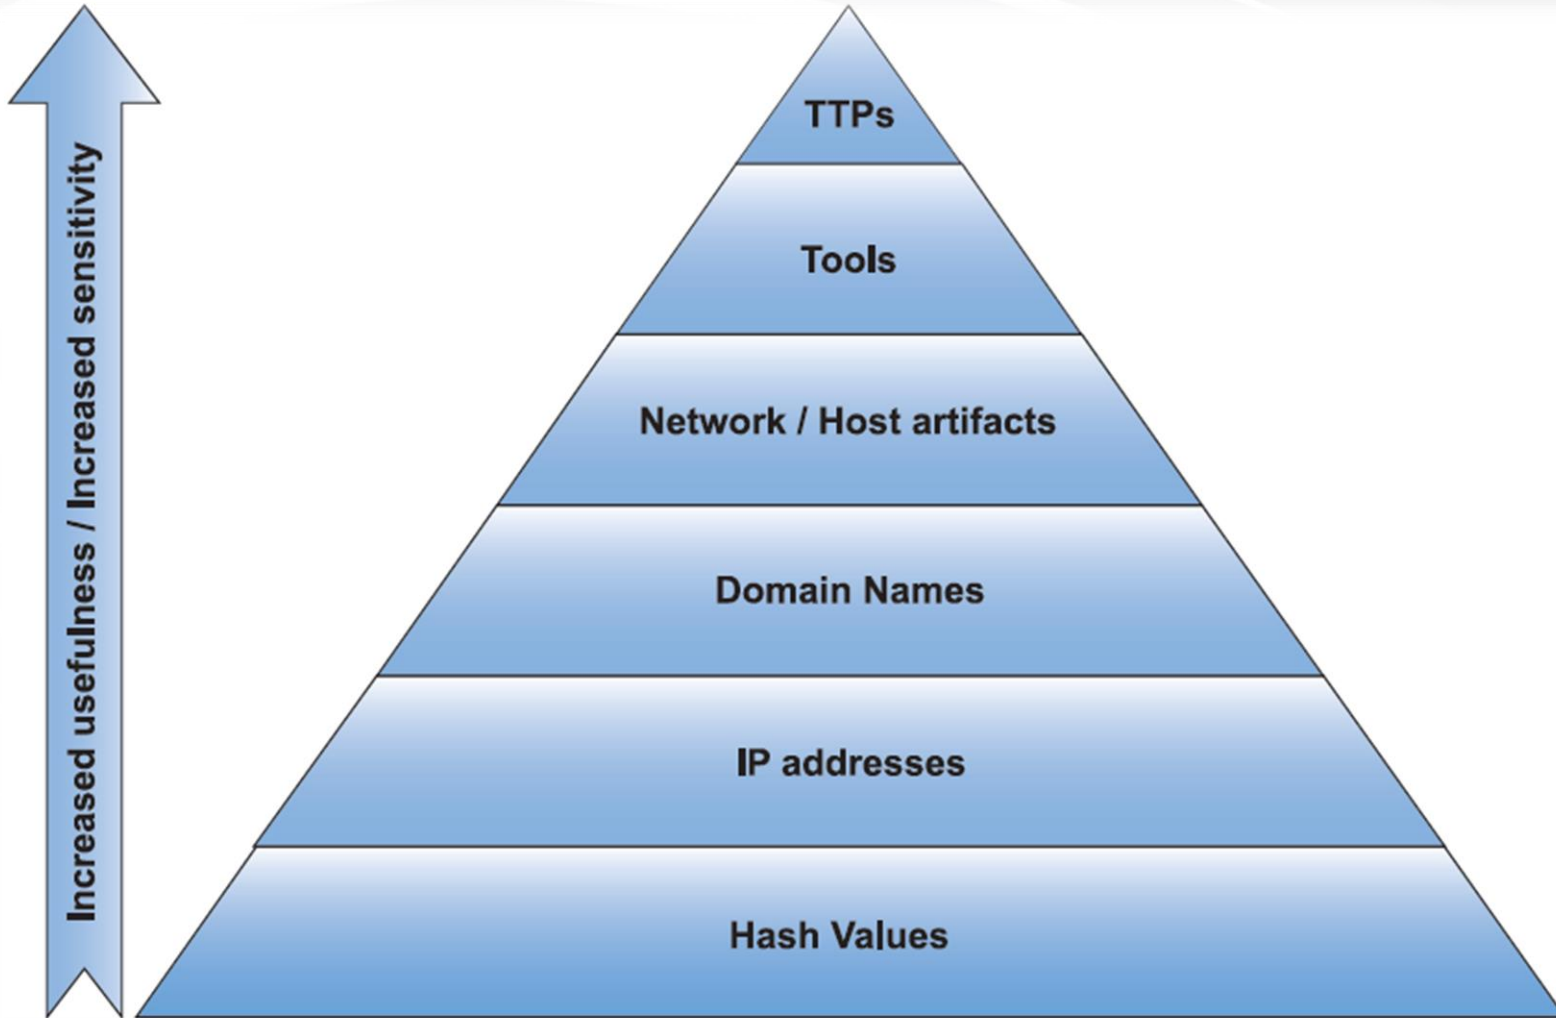 Increased usefulness / Increased sensitivity
TTPs
Tools
Network / Host artifacts
Domain Names
IP addresses
Hash Values